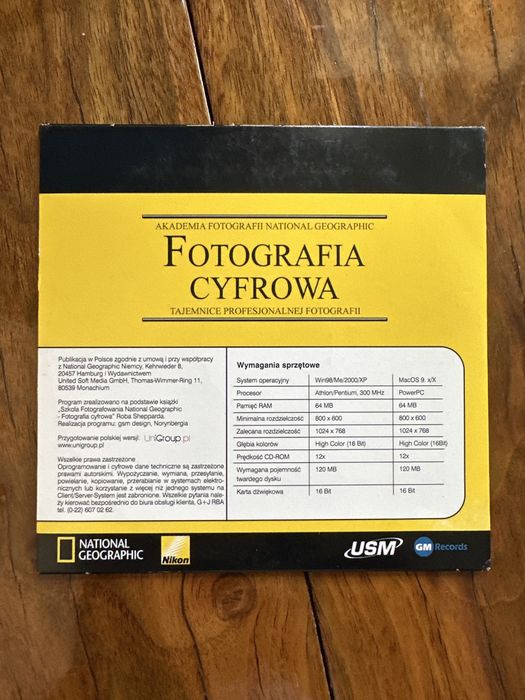 AKADEMIA FOTOGRAFII NATIONAL GEOGRAPHIC
FOTOGRAFIA
CYFROWA
TAJEMNICE PROFESJONALNEJ FOTOGRAFII
Publikacja w Polsce zgodnie z umową i przy współpracy
z National Geographic Niemcy, Kehrwieder 8,
20457 Hamburg i Wydawnictwem
United Soft Media GmbH, Thomas-Wimmer-Ring 11,
80539 Monachium
Program zrealizowano na podstawie książki
„Szkoła Fotografowania National Geographic
- Fotografia cyfrowa" Roba Shepparda.
Realizacja programu: gsm design, Norynbergia
Przygotowanie polskiej wersji: UniGroup.pl
www.unigroup.pl
Wszelkie prawa zastrzeżone
Oprogramowanie i cyfrowe dane techniczne są zastrzeżone
prawami autorskimi. Wypożyczanie, wymiana, przesyłanie,
powielanie, kopiowanie, przerabianie w systemach elektro-
nicznych lub korzystanie z więcej niż jednego systemu na
Client/Server-System jest zabronione. Wszelkie pytania nale-
ży kierować bezpośrednio do biura obsługi klienta, G+J RBA
tel. (0-22) 607 02 62.
Wymagania sprzętowe:
System operacyjny Win98/Me/2000/XP MacOS 9. x/X
Procesor Athlon/Pentium, 300 MHz PowerPC
Pamięć RAM 64 MB 64 MB
Minimalna rozdzielczość 800 x 600 800 x 600
Zalecana rozdzielczość 1024 x 768 1024 x 768
Głębia kolorów High Color (16 Bit) High Color (16Bit)
Prędkość CD-ROM 12x 12x
Wymagana pojemność 120 MB 120 MB
twardego dysku
Karta dźwiękowa 16 Bit 16 Bit
NATIONAL
GEOGRAPHIC
Nikon
USM
GM Records